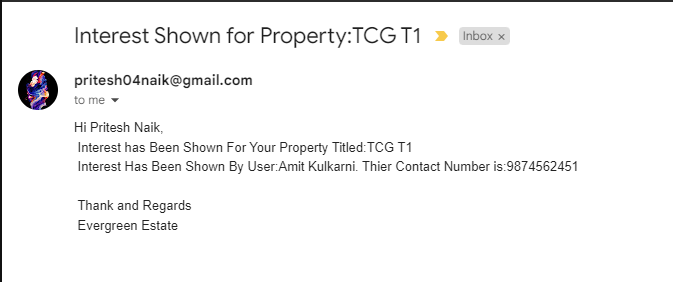 Interest Shown for Property:TCG T1
Inbox ×
pritesh04naik@gmail.com
to me
Hi Pritesh Naik,
Interest has Been Shown For Your Property Titled:TCG T1
Interest Has Been Shown By User:Amit Kulkarni. Thier Contact Number is:9874562451
Thank and Regards
Evergreen Estate